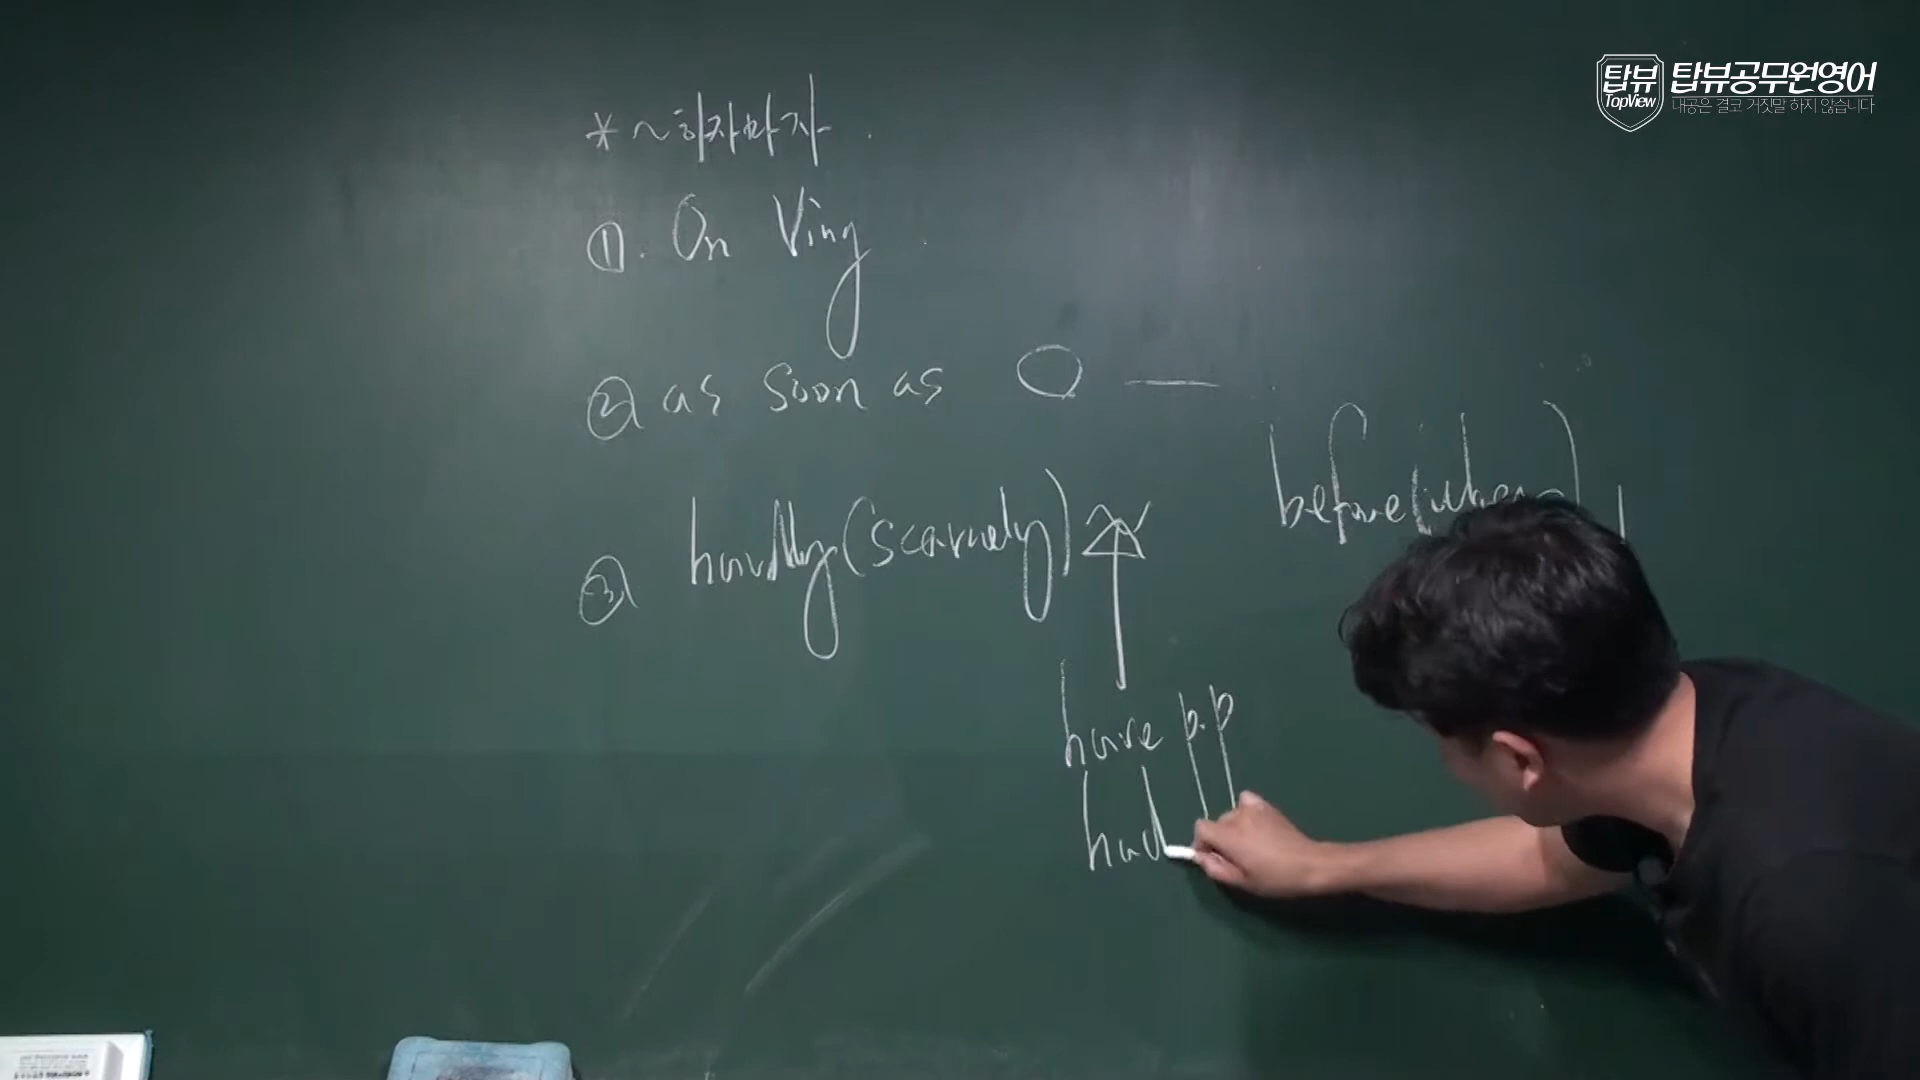 탑뷰
TopView
탑뷰공무원영어
내공은 결코 거짓말 하지 않습니다
* ~하자마자.
①. On Ving
② as soon as
before(when)
③ hardly(scarcely)
have p.p
had